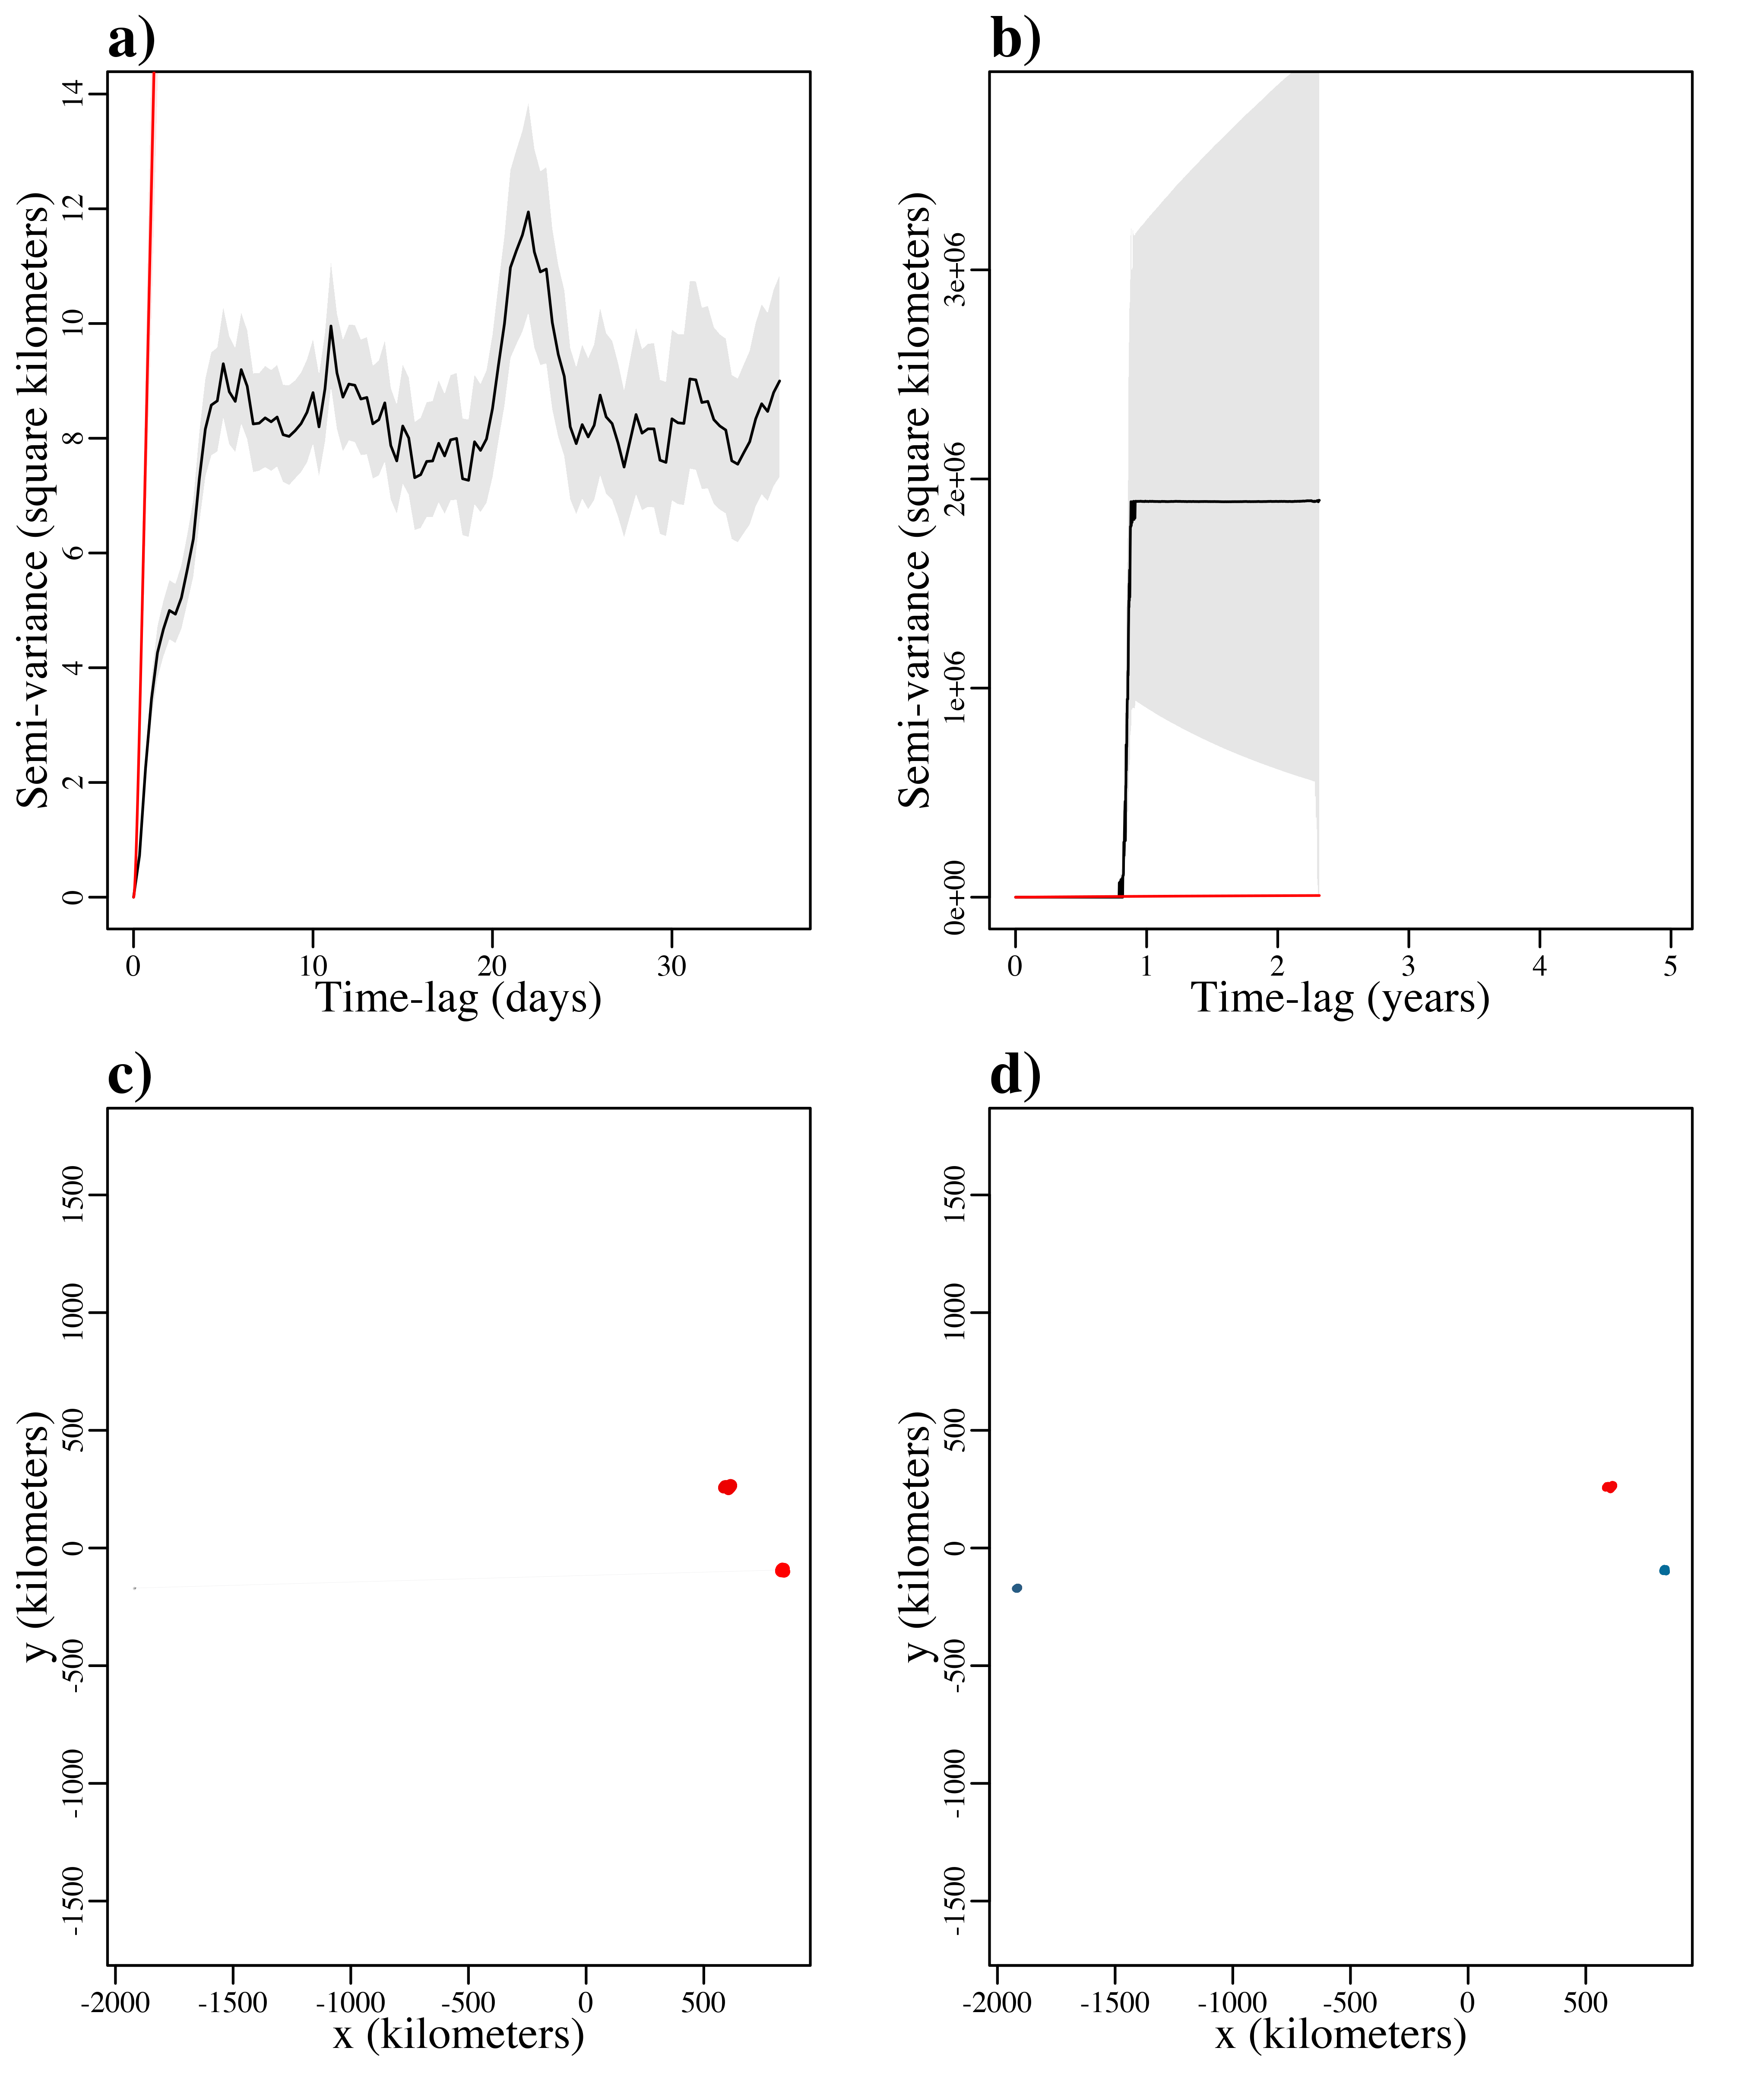 a)
Semi-variance (square kilometers)
14
12
10
8
6
4
2
0
0 10 20 30
Time-lag (days)
b)
Semi-variance (square kilometers)
3e+06
2e+06
1e+06
0e+00
0 1 2 3 4 5
Time-lag (years)
c)
y (kilometers)
1500
1000
500
0
-500
-1000
-1500
-2000 -1500 -1000 -500 0 500
x (kilometers)
d)
y (kilometers)
1500
1000
500
0
-500
-1000
-1500
-2000 -1500 -1000 -500 0 500
x (kilometers)